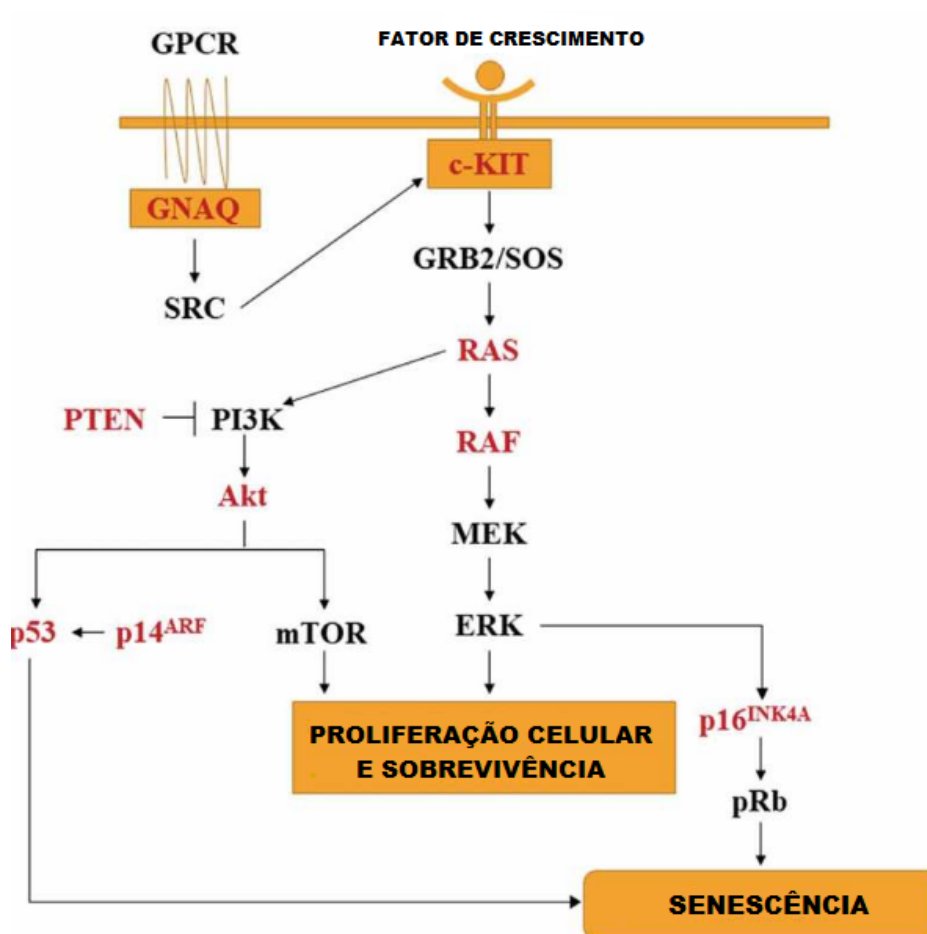 GPCR
FATOR DE CRESCIMENTO
c-KIT
GNAQ
GRB2/SOS
SRC
RAS
PTEN
PI3K
RAF
Akt
MEK
p53
p14ARF
mTOR
ERK
p16INK4A
PROLIFERAÇÃO CELULAR
E SOBREVIVÊNCIA
pRb
SENESCÊNCIA